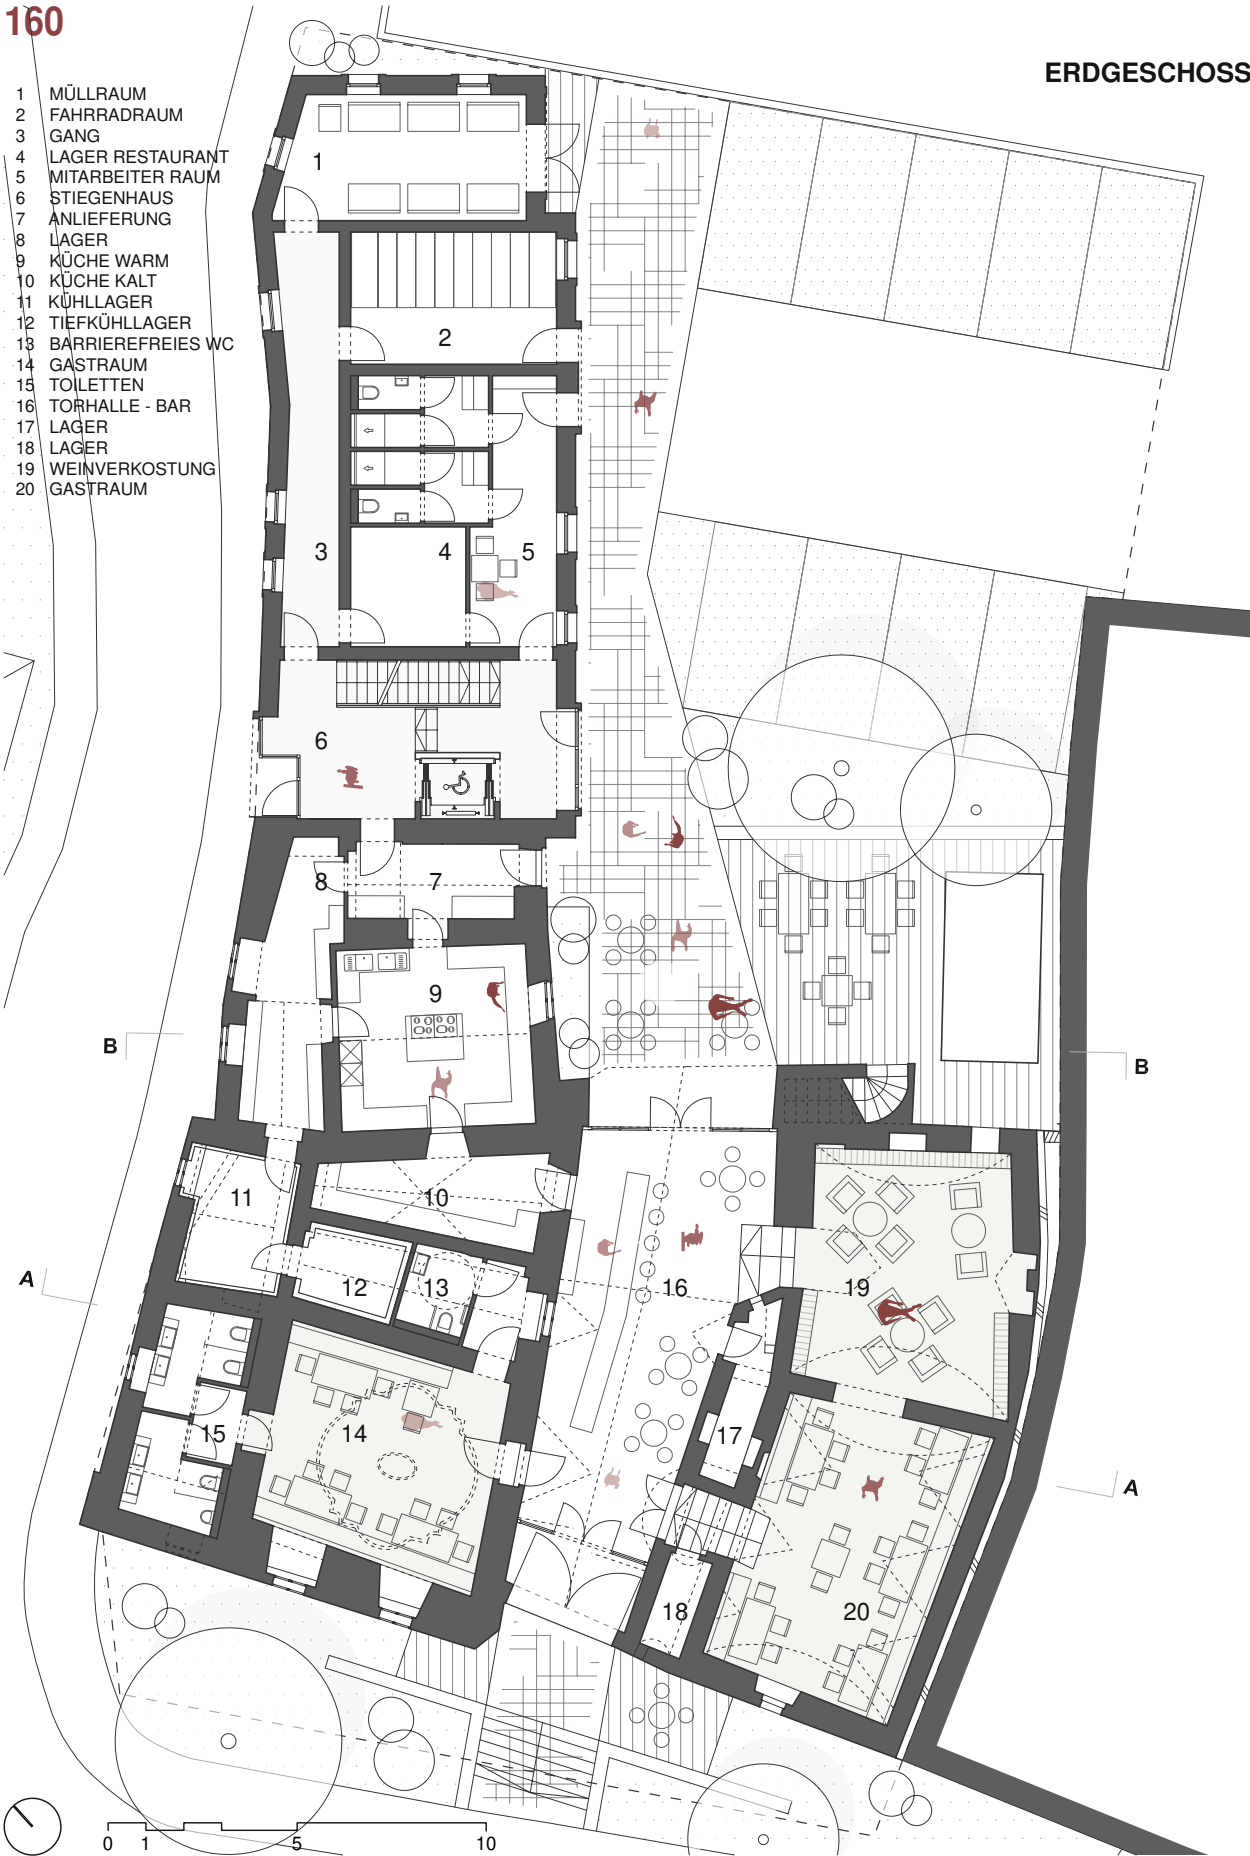 160
ERDGESCHOSS
1 MÜLLRAUM
2 FAHRRADRAUM
3 GANG
4 LAGER RESTAURANT
5 MITARBEITER RAUM
6 STIEGENHAUS
7 ANLIEFERUNG
8 LAGER
9 KÜCHE WARM
10 KÜCHE KALT
11 KÜHLLAGER
12 TIEFKÜHLLAGER
13 BARRIEREFREIES WC
14 GASTRAUM
15 TOILETTEN
16 TORHALLE - BAR
17 LAGER
18 LAGER
19 WEINVERKOSTUNG
20 GASTRAUM
1
2
3
4
5
6
8
7
9
B
B
11
10
12
13
16
19
A
A
14
15
17
18
20
0 1 5 10